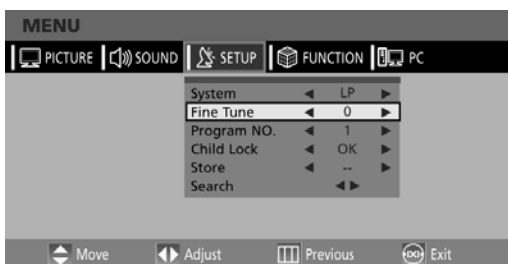 MENU
PICTURE SOUND SETUP FUNCTION PC
System LP
Fine Tune 0
Program NO. 1
Child Lock OK
Store --
Search
Move Adjust Previous Exit